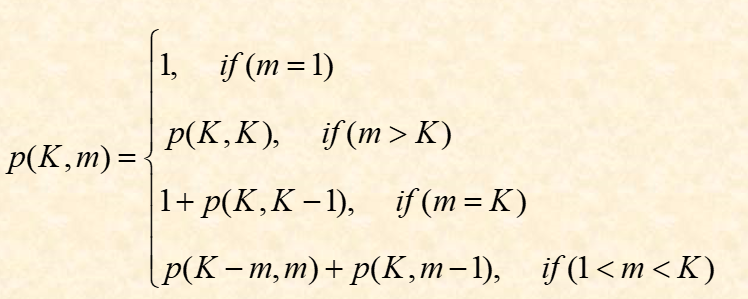 1, if (m = 1)
p(K, K), if (m > K)
p(K, m) =
1 + p(K, K − 1), if (m = K)
p(K − m, m) + p(K, m − 1), if (1 < m < K)